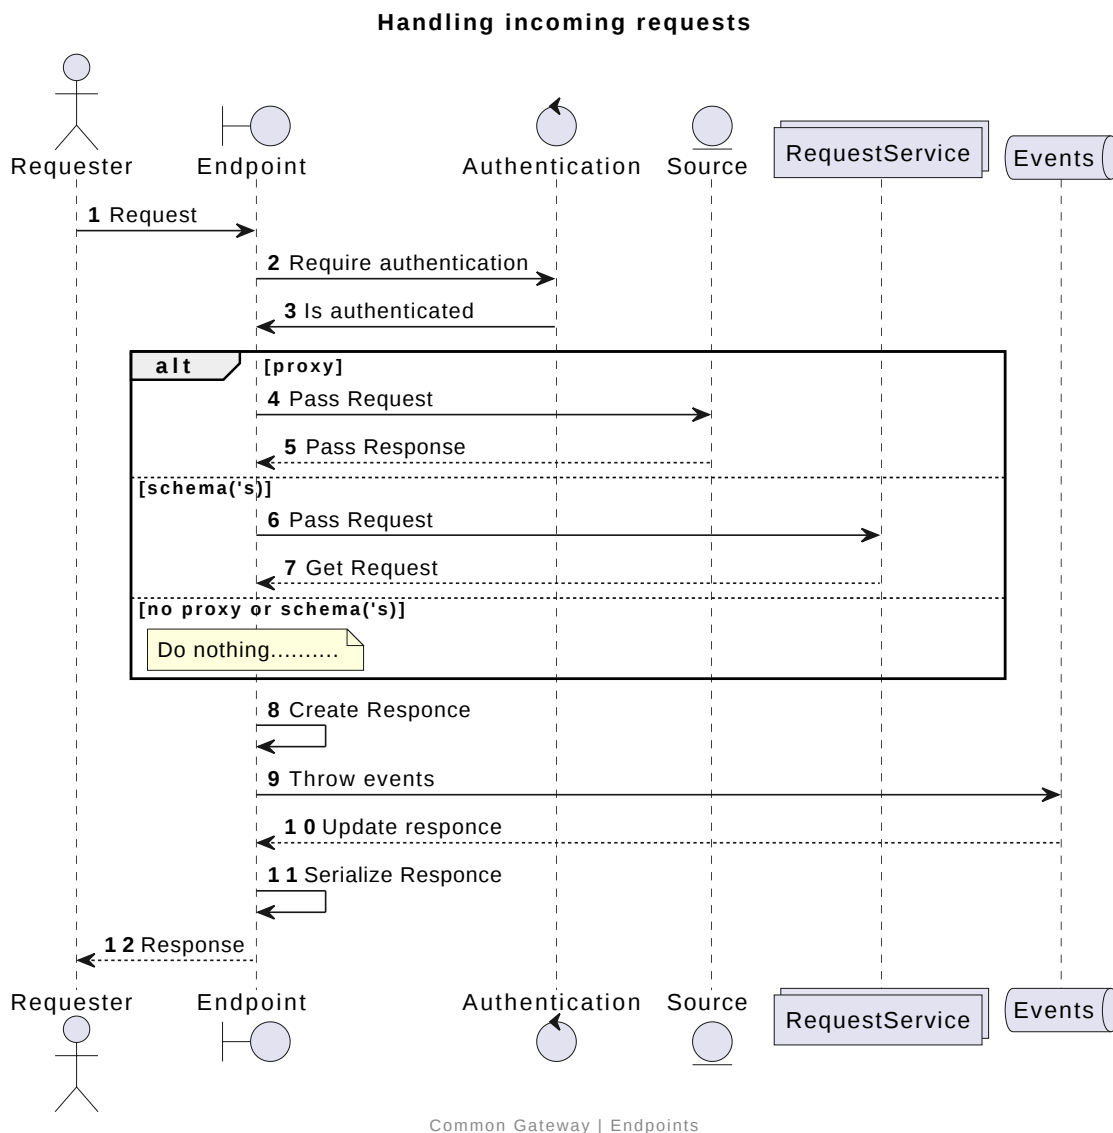 Handling incoming requests
Requester
Endpoint
Authentication
Source
RequestService
Events
1 Request
2 Require authentication
3 Is authenticated
alt [proxy]
4 Pass Request
5 Pass Response
[schema('s)]
6 Pass Request
7 Get Request
[no proxy or schema('s)]
Do nothing..........
8 Create Responce
9 Throw events
10 Update responce
11 Serialize Responce
12 Response
Requester
Endpoint
Authentication
Source
RequestService
Events
Common Gateway | Endpoints